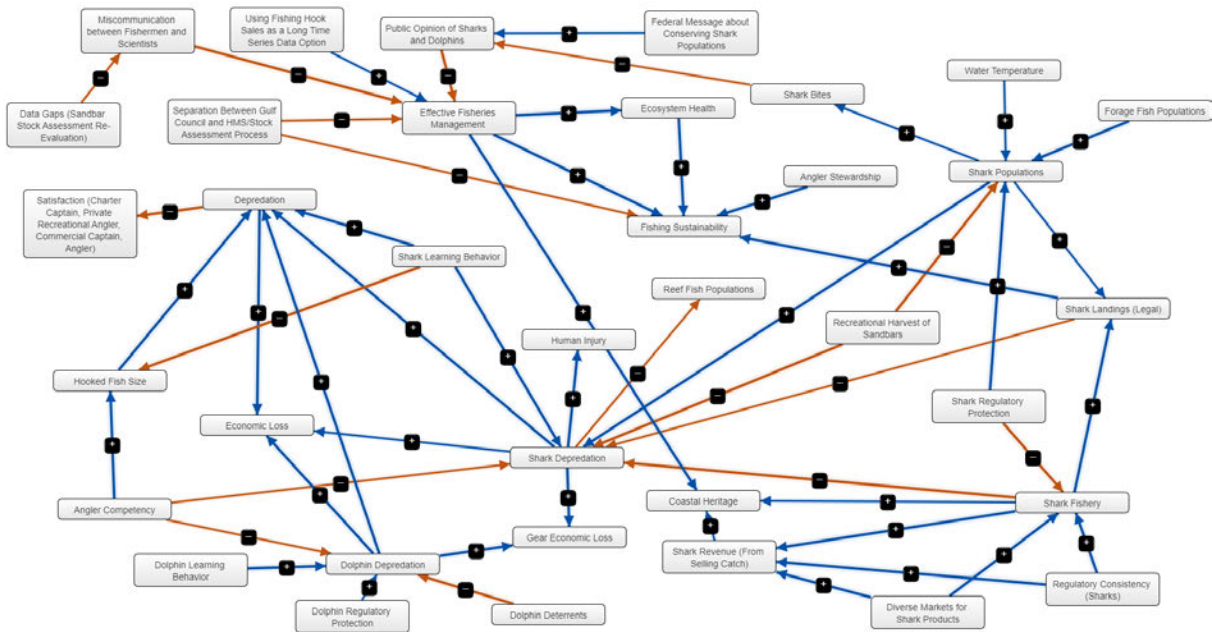 Miscommunication
between Fishermen and
Scientists
Using Fishing Hook
Sales as a Long Time
Series Data Option
Public Opinion of Sharks
and Dolphins
Federal Message about
Conserving Shark
Populations
+
−
−
+
−
−
Water Temperature
Shark Bites
Data Gaps (Sandbar
Stock Assessment Re-
Evaluation)
Separation Between Gulf
Council and HMS/Stock
Assessment Process
−
Effective Fisheries
Management
+
Ecosystem Health
+
Forage Fish Populations
+
+
Shark Populations
+
−
+
Angler Stewardship
Depredation
Satisfaction (Charter
Captain, Private
Recreational Angler,
Commercial Captain,
Angler)
−
+
+
Fishing Sustainability
Shark Learning Behavior
−
+
+
+
Reef Fish Populations
Shark Landings (Legal)
+
+
−
+
+
+
Human Injury
Recreational Harvest of
Sandbars
Hooked Fish Size
−
−
−
+
Shark Regulatory
Protection
Economic Loss
+
+
+
−
Shark Depredation
−
Angler Competency
−
+
+
Coastal Heritage
+
Shark Fishery
−
Gear Economic Loss
+
+
Shark Revenue (From
Selling Catch)
+
+
Dolphin Learning
Behavior
+
Dolphin Depredation
+
−
+
+
+
Regulatory Consistency
(Sharks)
Dolphin Regulatory
Protection
Dolphin Deterrents
Diverse Markets for
Shark Products